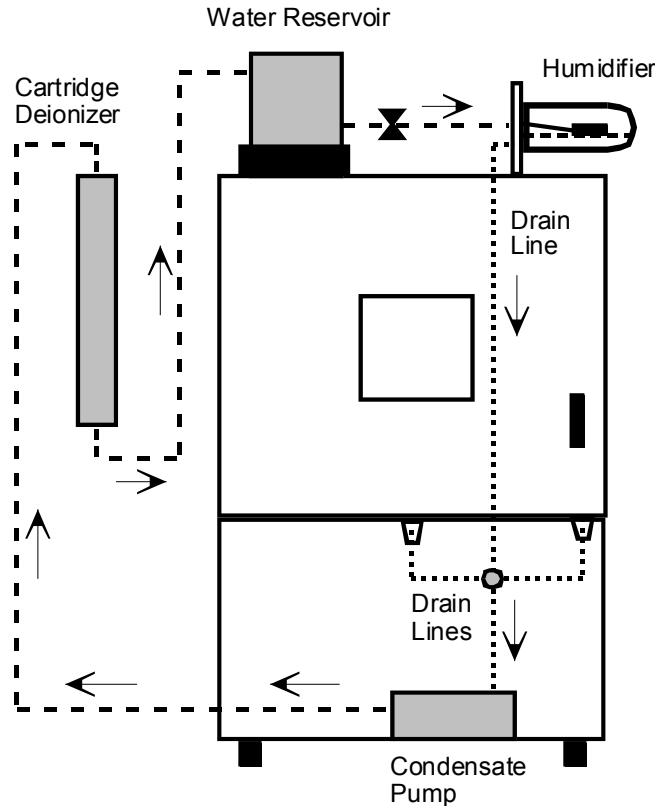 Water Reservoir
Cartridge
Deionizer
Humidifier
Drain
Line
Drain
Lines
Condensate
Pump